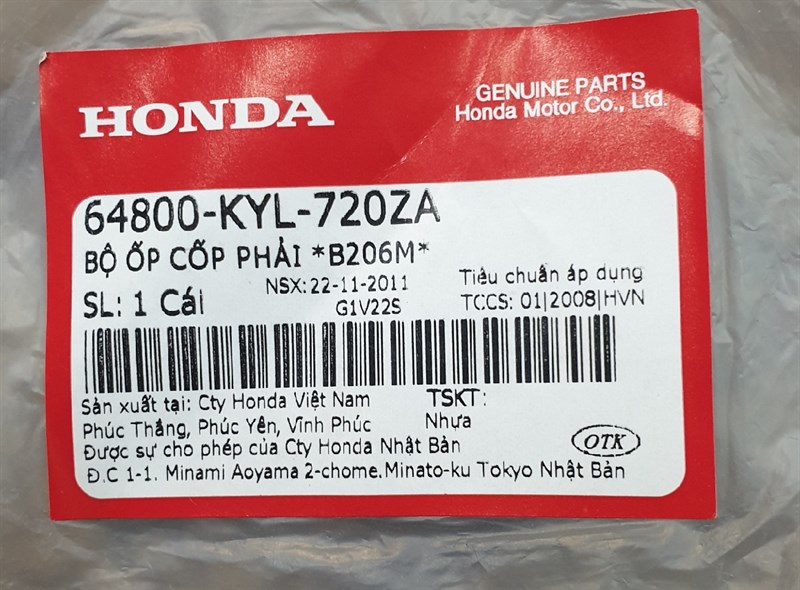 HONDA
GENUINE PARTS
Honda Motor Co., Ltd.
64800-KYL-720ZA
BỘ ỐP CỐP PHẢI *B206M*
SL: 1 Cái
NSX: 22-11-2011
G1V22S
Tiêu chuẩn áp dụng
TCCS: 01|2008|HVN
Sản xuất tại: Cty Honda Việt Nam
Phúc Thắng, Phúc Yên, Vĩnh Phúc
TSKT:
Nhựa
Được sự cho phép của Cty Honda Nhật Bản
Đ.C 1-1. Minami Aoyama 2-chome.Minato-ku Tokyo Nhật Bản
OTK